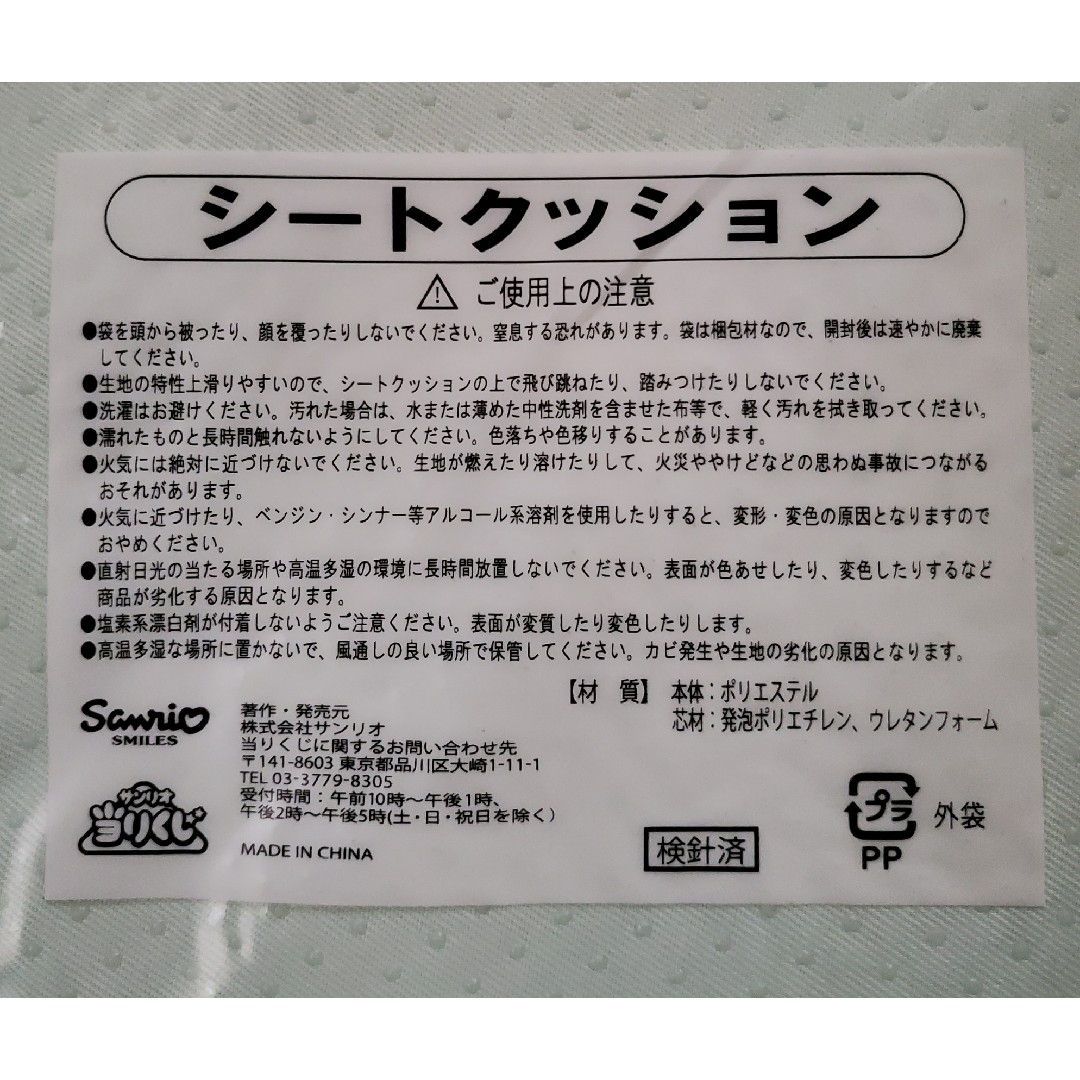 シートクッション
ご使用上の注意
●袋を頭から被ったり、顔を覆ったりしないでください。窒息する恐れがあります。袋は梱包材なので、開封後は速やかに廃棄
してください。
●生地の特性上滑りやすいので、シートクッションの上で飛び跳ねたり、踏みつけたりしないでください。
●洗濯はお避けください。汚れた場合は、水または薄めた中性洗剤を含ませた布等で、軽く汚れを拭き取ってください。
●濡れたものと長時間触れないようにしてください。色落ちや色移りすることがあります。
●火気には絶対に近づけないでください。生地が燃えたり溶けたりして、火災ややけどなどの思わぬ事故につながる
おそれがあります。
●火気に近づけたり、ベンジン・シンナー等アルコール系溶剤を使用したりすると、変形・変色の原因となりますので
おやめください。
●直射日光の当たる場所や高温多湿の環境に長時間放置しないでください。表面が色あせしたり、変色したりするなど
商品が劣化する原因となります。
●塩素系漂白剤が付着しないようご注意ください。表面が変質したり変色したりします。
●高温多湿な場所に置かないで、風通しの良い場所で保管してください。カビ発生や生地の劣化の原因となります。
【材 質】 本体：ポリエステル
芯材：発泡ポリエチレン、ウレタンフォーム
Sanrio
SMILES
サンリオ
当りくじ
著作・発売元
株式会社サンリオ
当りくじに関するお問い合わせ先
〒141-8603 東京都品川区大崎1-11-1
TEL 03-3779-8305
受付時間：午前10時～午後1時、
午後2時～午後5時(土・日・祝日を除く)
MADE IN CHINA
検針済
プラ
PP
外袋